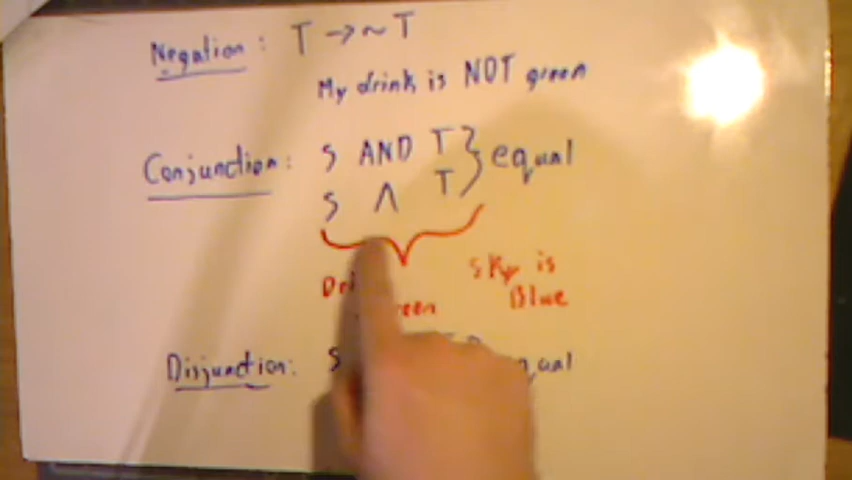 Negation: T → ~ T
My drink is NOT green
Conjunction: S AND T } equal
S Λ T
sky is
Blue
Disjunction: S